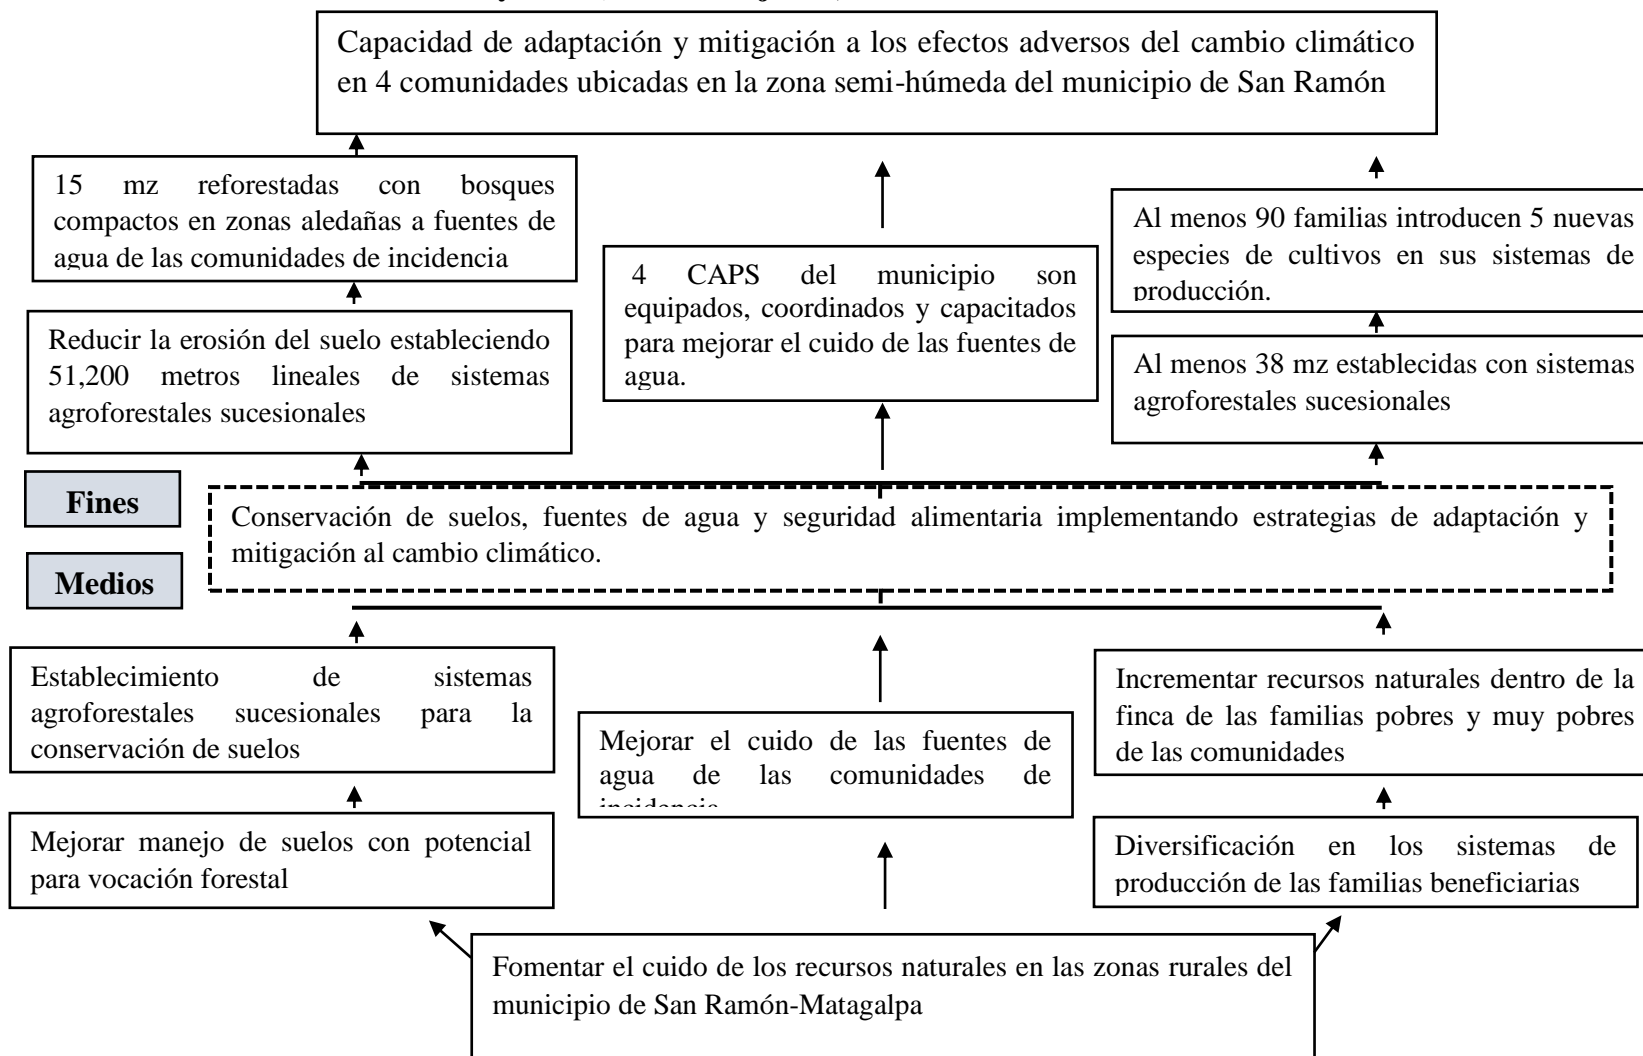 Capacidad de adaptación y mitigación a los efectos adversos del cambio climático
en 4 comunidades ubicadas en la zona semi-húmeda del municipio de San Ramón
15 mz reforestadas con bosques
compactos en zonas aledañas a fuentes de
agua de las comunidades de incidencia
4 CAPS del municipio son
equipados, coordinados y capacitados
para mejorar el cuido de las fuentes de
agua.
Al menos 90 familias introducen 5 nuevas
especies de cultivos en sus sistemas de
producción.
Reducir la erosión del suelo estableciendo
51,200 metros lineales de sistemas
agroforestales sucesionales
Al menos 38 mz establecidas con sistemas
agroforestales sucesionales
Fines
Conservación de suelos, fuentes de agua y seguridad alimentaria implementando estrategias de adaptación y
mitigación al cambio climático.
Medios
Establecimiento de sistemas
agroforestales sucesionales para la
conservación de suelos
Mejorar el cuido de las fuentes de
agua de las comunidades de
incidencia
Incrementar recursos naturales dentro de la
finca de las familias pobres y muy pobres
de las comunidades
Mejorar manejo de suelos con potencial
para vocación forestal
Diversificación en los sistemas de
producción de las familias beneficiarias
Fomentar el cuido de los recursos naturales en las zonas rurales del
municipio de San Ramón-Matagalpa